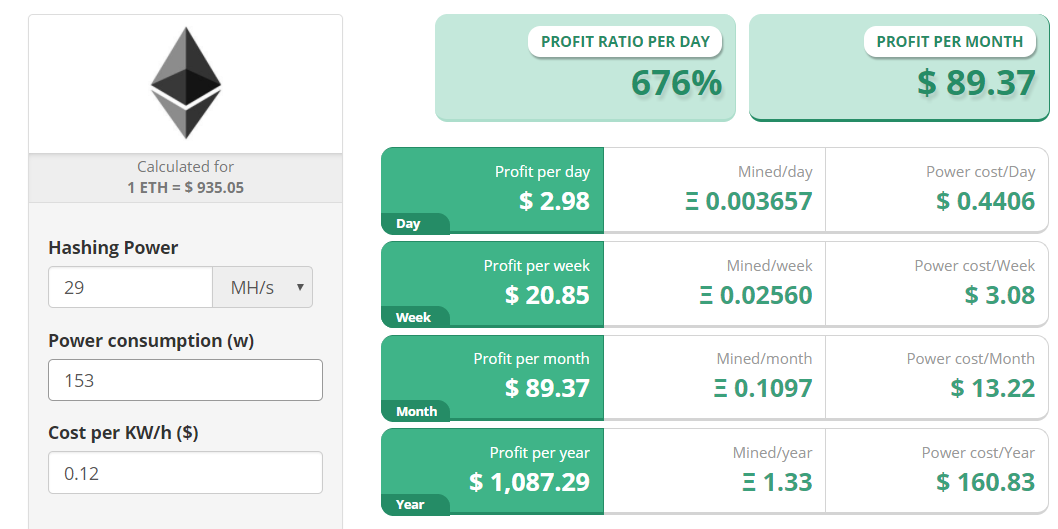 Calculated for
1 ETH = $ 935.05
Hashing Power
29 MH/s
Power consumption (w)
153
Cost per KW/h ($)
0.12
PROFIT RATIO PER DAY
676%
PROFIT PER MONTH
$ 89.37
Profit per day
$ 2.98
Day
Mined/day
Ξ 0.003657
Power cost/Day
$ 0.4406
Profit per week
$ 20.85
Week
Mined/week
Ξ 0.02560
Power cost/Week
$ 3.08
Profit per month
$ 89.37
Month
Mined/month
Ξ 0.1097
Power cost/Month
$ 13.22
Profit per year
$ 1,087.29
Year
Mined/year
Ξ 1.33
Power cost/Year
$ 160.83